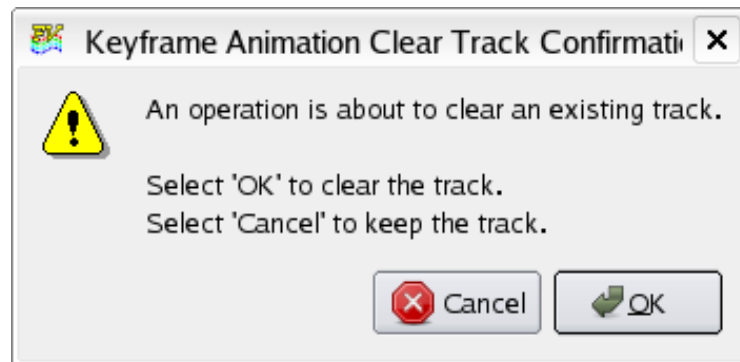 Keyframe Animation Clear Track Confirmati
An operation is about to clear an existing track.
Select 'OK' to clear the track.
Select 'Cancel' to keep the track.
Cancel
OK